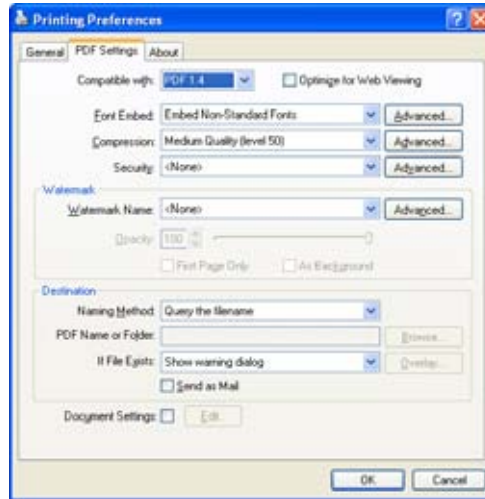 Printing Preferences
General PDF Settings About
Compatible with: PDF 1.4 Optimize for Web Viewing
Font Embed: Embed Non-Standard Fonts Advanced...
Compression: Medium Quality (level 50) Advanced...
Security: <None> Advanced...
Watermark
Watermark Name: <None> Advanced...
Opacity: 100
First Page Only As Background
Destination
Naming Method: Query the filename
PDF Name or Folder: Browse...
If File Exists: Show warning dialog Overlay...
Send as Mail
Document Settings: Edit...
OK Cancel